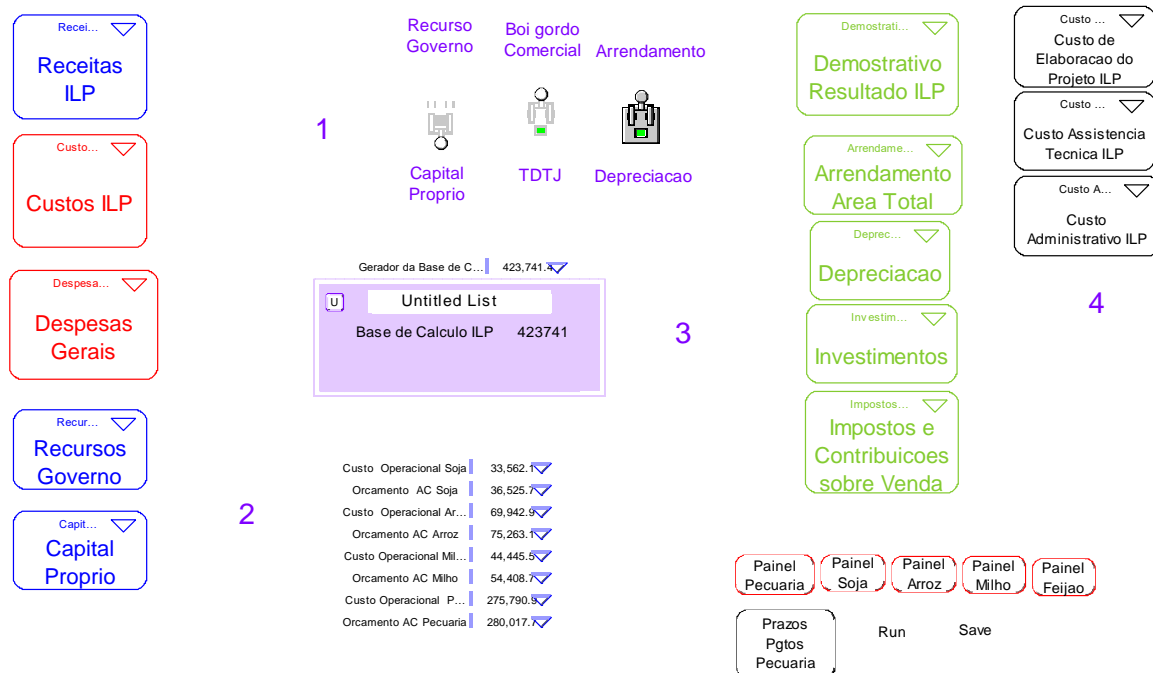 Recei...
Receitas
ILP
Custo...
Custos ILP
Despesa...
Despesas
Gerais
Recur...
Recursos
Governo
Capit...
Capital
Proprio
1
Recurso
Governo
Boi gordo
Comercial
Arrendamento
Capital
Proprio
TDTJ
Depreciacao
Gerador da Base de C... 423,741.4
U Untitled List
Base de Calculo ILP 423741
3
2
Custo Operacional Soja 33,562.1
Orcamento AC Soja 36,525.7
Custo Operacional Ar... 69,942.9
Orcamento AC Arroz 75,263.1
Custo Operacional Mil... 44,445.5
Orcamento AC Milho 54,408.7
Custo Operacional P... 275,790.9
Orcamento AC Pecuaria 280,017.7
Demostrati...
Demostrativo
Resultado ILP
Arrendame...
Arrendamento
Area Total
Deprec...
Depreciacao
Investim...
Investimentos
Impostos...
Impostos e
Contribuicoes
sobre Venda
Custo ...
Custo de
Elaboracao do
Projeto ILP
Custo ...
Custo Assistencia
Tecnica ILP
Custo A...
Custo
Administrativo ILP
4
Painel
Pecuaria
Painel
Soja
Painel
Arroz
Painel
Milho
Painel
Feijao
Prazos
Pgtos
Pecuaria
Run
Save